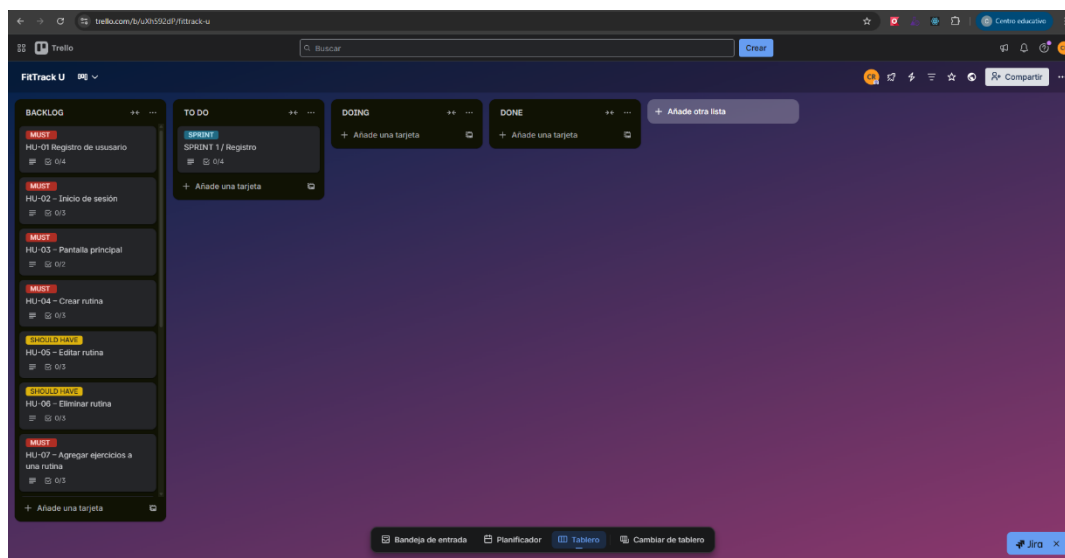 trello.com/b/uXh592dP/fittrack-u
Centro educativo
Trello
Buscar
Crear
FitTrack U
CR
Compartir
BACKLOG
MUST
HU-01 Registro de ususario
0/4
MUST
HU-02 – Inicio de sesión
0/3
MUST
HU-03 – Pantalla principal
0/2
MUST
HU-04 – Crear rutina
0/3
SHOULD HAVE
HU-05 – Editar rutina
0/3
SHOULD HAVE
HU-06 – Eliminar rutina
0/3
MUST
HU-07 – Agregar ejercicios a
una rutina
0/3
+ Añade una tarjeta
TO DO
SPRINT
SPRINT 1 / Registro
0/4
+ Añade una tarjeta
DOING
+ Añade una tarjeta
DONE
+ Añade una tarjeta
+ Añade otra lista
Bandeja de entrada
Planificador
Tablero
Cambiar de tablero
Jira